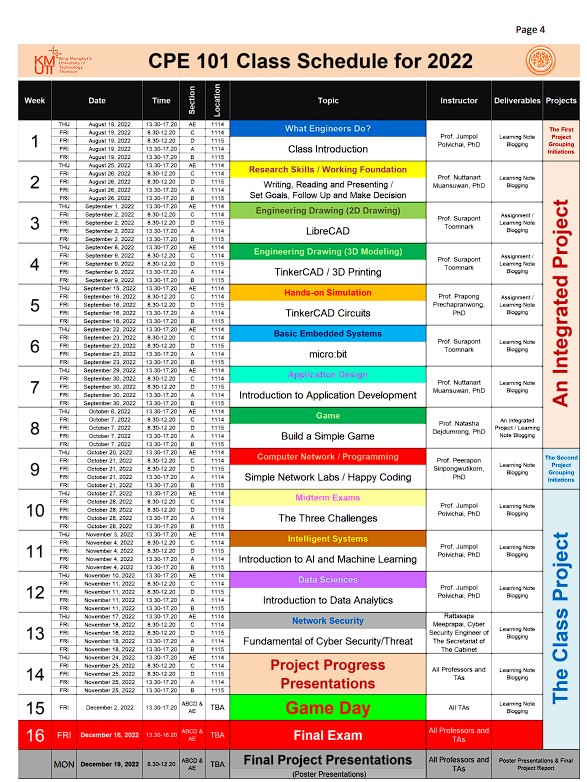 Page 4
KMUTT King Mongkut's University of Technology Thonburi
CPE 101 Class Schedule for 2022
Week Date Time Section Location Topic Instructor Deliverables Projects
1
THU August 18, 2022 13.30-17.20 AE 1114
FRI August 19, 2022 8.30-12.20 C 1114
FRI August 19, 2022 8.30-12.20 D 1115
FRI August 19, 2022 13.30-17.20 A 1114
FRI August 19, 2022 13.30-17.20 B 1115
What Engineers Do?
Class Introduction
Prof. Jumpol Polvichai, PhD
Learning Note Blogging
The First Project Grouping Initiations
2
THU August 25, 2022 13.30-17.20 AE 1114
FRI August 26, 2022 8.30-12.20 C 1114
FRI August 26, 2022 8.30-12.20 D 1115
FRI August 26, 2022 13.30-17.20 A 1114
FRI August 26, 2022 13.30-17.20 B 1115
Research Skills / Working Foundation
Writing, Reading and Presenting /
Set Goals, Follow Up and Make Decision
Prof. Nuttanart Muansuwan, PhD
Learning Note Blogging
An Integrated Project
3
THU September 1, 2022 13.30-17.20 AE 1114
FRI September 2, 2022 8.30-12.20 C 1114
FRI September 2, 2022 8.30-12.20 D 1115
FRI September 2, 2022 13.30-17.20 A 1114
FRI September 2, 2022 13.30-17.20 B 1115
Engineering Drawing (2D Drawing)
LibreCAD
Prof. Surapont Toomnark
Assignment / Learning Note Blogging
4
THU September 8, 2022 13.30-17.20 AE 1114
FRI September 9, 2022 8.30-12.20 C 1114
FRI September 9, 2022 8.30-12.20 D 1115
FRI September 9, 2022 13.30-17.20 A 1114
FRI September 9, 2022 13.30-17.20 B 1115
Engineering Drawing (3D Modeling)
TinkerCAD / 3D Printing
Prof. Surapont Toomnark
Assignment / Learning Note Blogging
5
THU September 15, 2022 13.30-17.20 AE 1114
FRI September 16, 2022 8.30-12.20 C 1114
FRI September 16, 2022 8.30-12.20 D 1115
FRI September 16, 2022 13.30-17.20 A 1114
FRI September 16, 2022 13.30-17.20 B 1115
Hands-on Simulation
TinkerCAD Circuits
Prof. Prapong Prechapranwong, PhD
Assignment / Learning Note Blogging
6
THU September 22, 2022 13.30-17.20 AE 1114
FRI September 23, 2022 8.30-12.20 C 1114
FRI September 23, 2022 8.30-12.20 D 1115
FRI September 23, 2022 13.30-17.20 A 1114
FRI September 23, 2022 13.30-17.20 B 1115
Basic Embedded Systems
micro:bit
Prof. Surapont Toomnark
Learning Note Blogging
7
THU September 29, 2022 13.30-17.20 AE 1114
FRI September 30, 2022 8.30-12.20 C 1114
FRI September 30, 2022 8.30-12.20 D 1115
FRI September 30, 2022 13.30-17.20 A 1114
FRI September 30, 2022 13.30-17.20 B 1115
Application Design
Introduction to Application Development
Prof. Nuttanart Muansuwan, PhD
Learning Note Blogging
8
THU October 6, 2022 13.30-17.20 AE 1114
FRI October 7, 2022 8.30-12.20 C 1114
FRI October 7, 2022 8.30-12.20 D 1115
FRI October 7, 2022 13.30-17.20 A 1114
FRI October 7, 2022 13.30-17.20 B 1115
Game
Build a Simple Game
Prof. Natasha Dejdumrong, PhD
An Integrated Project / Learning Note Blogging
9
THU October 20, 2022 13.30-17.20 AE 1114
FRI October 21, 2022 8.30-12.20 C 1114
FRI October 21, 2022 8.30-12.20 D 1115
FRI October 21, 2022 13.30-17.20 A 1114
FRI October 21, 2022 13.30-17.20 B 1115
Computer Network / Programming
Simple Network Labs / Happy Coding
Prof. Peerapon Siripongwutikorn, PhD
Learning Note Blogging
The Second Project Grouping Initiations
10
THU October 27, 2022 13.30-17.20 AE 1114
FRI October 28, 2022 8.30-12.20 C 1114
FRI October 28, 2022 8.30-12.20 D 1115
FRI October 28, 2022 13.30-17.20 A 1114
FRI October 28, 2022 13.30-17.20 B 1115
Midterm Exams
The Three Challenges
Prof. Jumpol Polvichai, PhD
Learning Note Blogging
The Class Project
11
THU November 3, 2022 13.30-17.20 AE 1114
FRI November 4, 2022 8.30-12.20 C 1114
FRI November 4, 2022 8.30-12.20 D 1115
FRI November 4, 2022 13.30-17.20 A 1114
FRI November 4, 2022 13.30-17.20 B 1115
Intelligent Systems
Introduction to AI and Machine Learning
Prof. Jumpol Polvichai, PhD
Learning Note Blogging
12
THU November 10, 2022 13.30-17.20 AE 1114
FRI November 11, 2022 8.30-12.20 C 1114
FRI November 11, 2022 8.30-12.20 D 1115
FRI November 11, 2022 13.30-17.20 A 1114
FRI November 11, 2022 13.30-17.20 B 1115
Data Sciences
Introduction to Data Analytics
Prof. Jumpol Polvichai, PhD
Learning Note Blogging
13
THU November 17, 2022 13.30-17.20 AE 1114
FRI November 18, 2022 8.30-12.20 C 1114
FRI November 18, 2022 8.30-12.20 D 1115
FRI November 18, 2022 13.30-17.20 A 1114
FRI November 18, 2022 13.30-17.20 B 1115
Network Security
Fundamental of Cyber Security/Threat
Rattasapa Meeprapai, Cyber Security Engineer of The Secretariat of The Cabinet
Learning Note Blogging
14
THU November 24, 2022 13.30-17.20 AE 1114
FRI November 25, 2022 8.30-12.20 C 1114
FRI November 25, 2022 8.30-12.20 D 1115
FRI November 25, 2022 13.30-17.20 A 1114
FRI November 25, 2022 13.30-17.20 B 1115
Project Progress
Presentations
All Professors and TAs
Learning Note Blogging
15 FRI December 2, 2022 13.30-17.20 ABCD & AE TBA Game Day All TAs Learning Note Blogging
16 FRI December 16, 2022 13.30-16.20 ABCD & AE TBA Final Exam All Professors and TAs
MON December 19, 2022 8.30-12.20 ABCD & AE TBA Final Project Presentations (Poster Presentations) All Professors and TAs Poster Presentations & Final Project Report